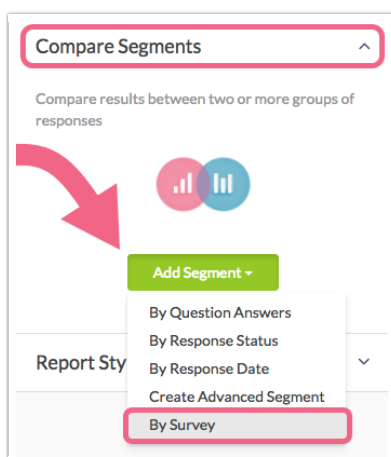 Compare Segments
Compare results between two or more groups of
responses
Add Segment
By Question Answers
By Response Status
By Response Date
Create Advanced Segment
By Survey
Report Sty